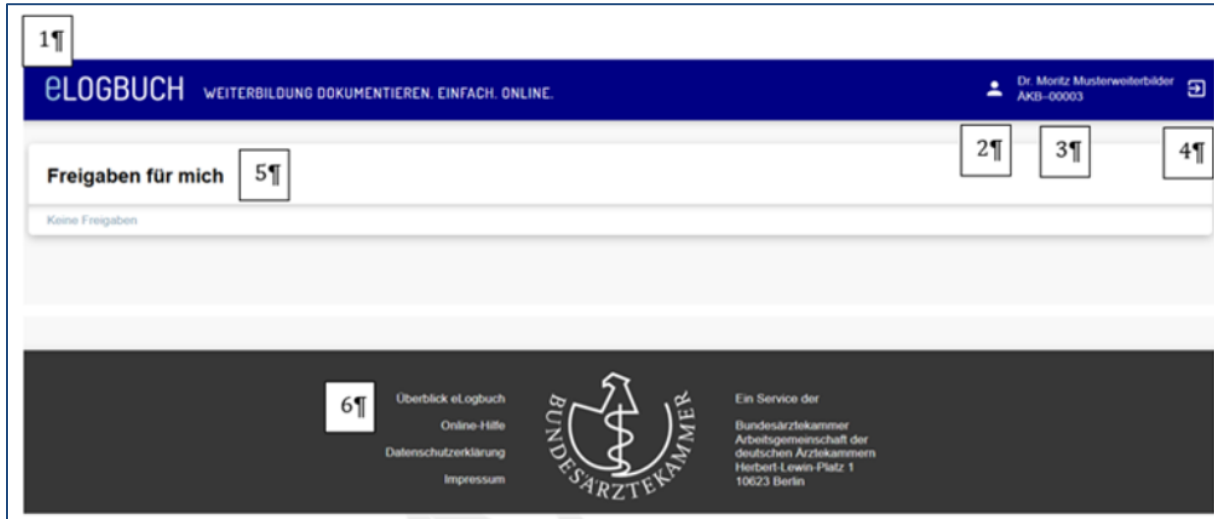 1¶
eLOGBUCH WEITERBILDUNG DOKUMENTIEREN. EINFACH. ONLINE.
Dr. Moritz Musterweiterbilder
ÄKB-00003
2¶
3¶
4¶
Freigaben für mich
5¶
Keine Freigaben
6¶
Überblick eLogbuch
Online-Hilfe
Datenschutzerklärung
Impressum
BUNDESÄRZTEKAMMER
Ein Service der
Bundesärztekammer
Arbeitsgemeinschaft der
deutschen Ärztekammern
Herbert-Lewin-Platz 1
10623 Berlin